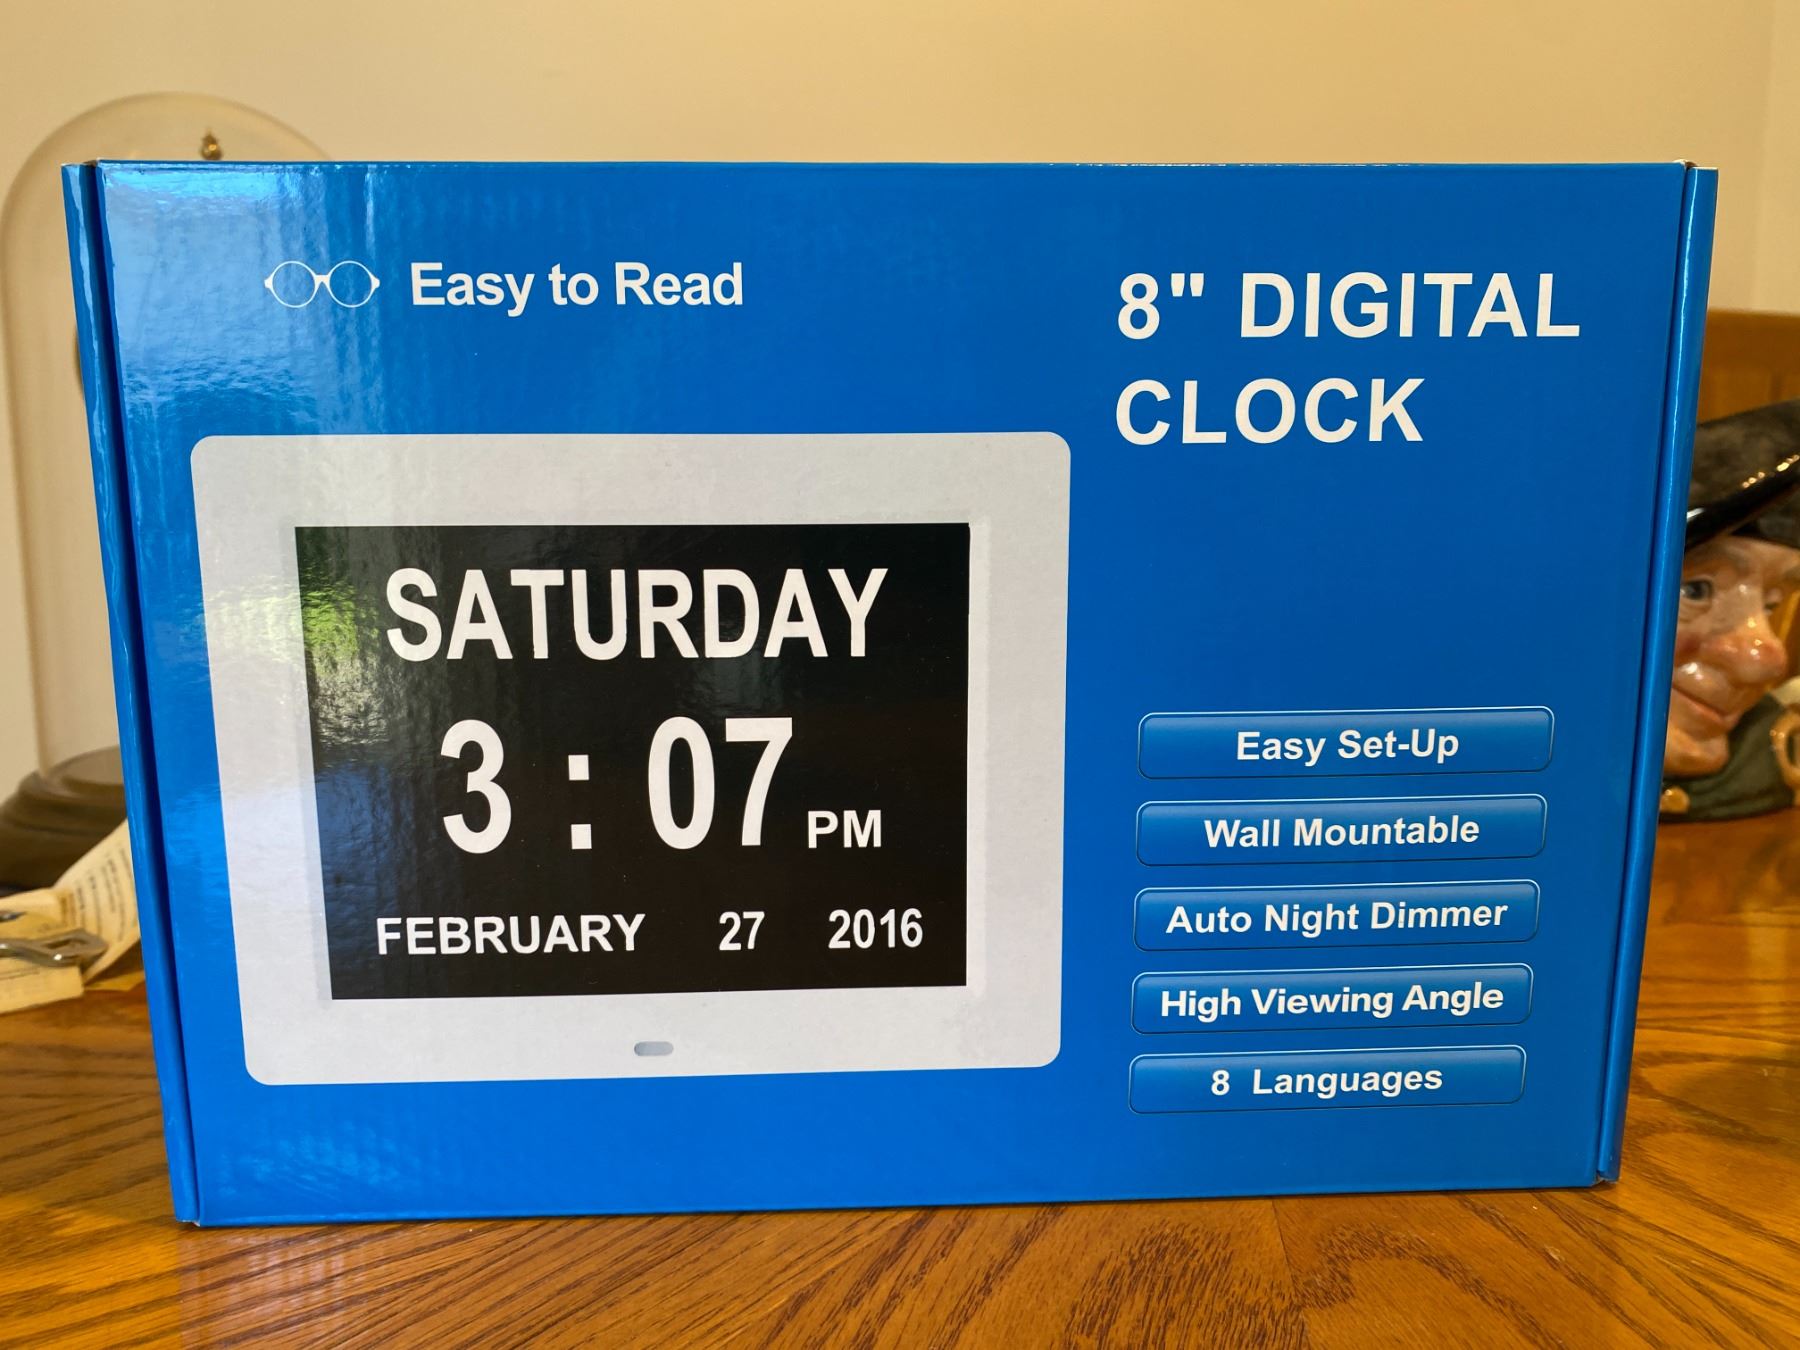 Easy to Read
8" DIGITAL
CLOCK
SATURDAY
3 : 07 PM
FEBRUARY 27 2016
Easy Set-Up
Wall Mountable
Auto Night Dimmer
High Viewing Angle
8 Languages